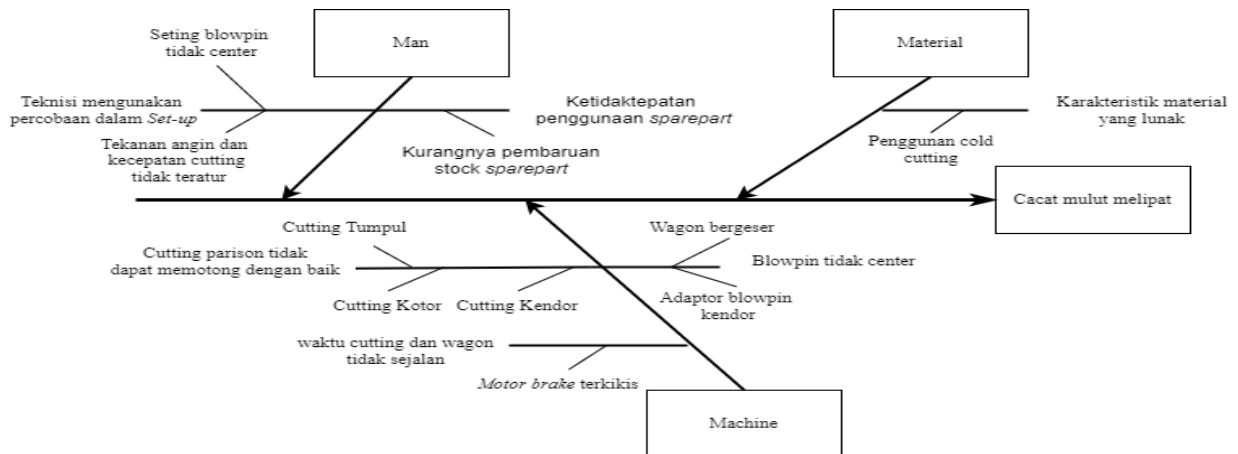 Seting blowpin
tidak center
Man
Material
Teknisi mengunakan
percobaan dalam Set-up
Ketidaktepatan
penggunaan sparepart
Karakteristik material
yang lunak
Tekanan angin dan
kecepatan cutting
tidak teratur
Kurangnya pembaruan
stock sparepart
Penggunan cold
cutting
Cacat mulut melipat
Cutting Tumpul
Wagon bergeser
Cutting parison tidak
dapat memotong dengan baik
Blowpin tidak center
Cutting Kotor
Cutting Kendor
Adaptor blowpin
kendor
waktu cutting dan wagon
tidak sejalan
Motor brake terkikis
Machine